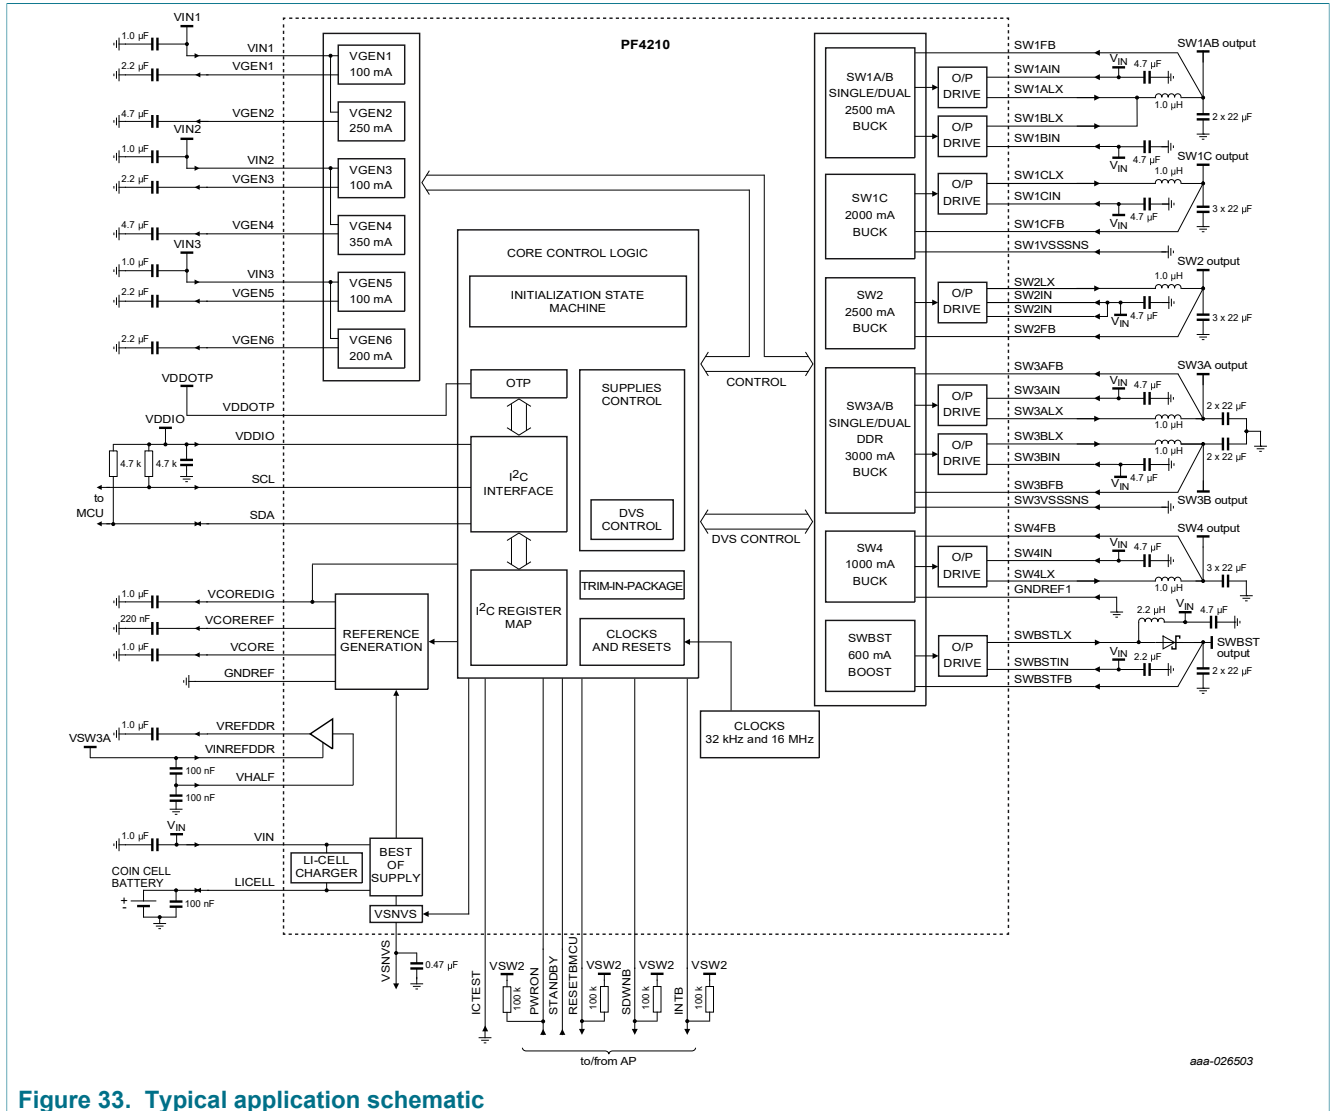 PF4210
VIN1
1.0 µF
VIN1
2.2 µF
VGEN1
4.7 µF
VGEN2
VIN2
1.0 µF
VIN2
2.2 µF
VGEN3
4.7 µF
VGEN4
VIN3
1.0 µF
VIN3
2.2 µF
VGEN5
2.2 µF
VGEN6
VGEN1
100 mA
VGEN2
250 mA
VGEN3
100 mA
VGEN4
350 mA
VGEN5
100 mA
VGEN6
200 mA
VDDOTP
VDDOTP
VDDIO
VDDIO
4.7 k
4.7 k
SCL
to
MCU
SDA
1.0 µF
VCOREDIG
220 nF
VCOREREF
1.0 µF
VCORE
GNDREF
REFERENCE
GENERATION
1.0 µF
VREFDDR
VSW3A
VINREFDDR
100 nF
VHALF
100 nF
VIN
1.0 µF
VIN
COIN CELL
BATTERY
+
-
LICELL
100 nF
LI-CELL
CHARGER
BEST
OF
SUPPLY
VSNVS
VSNVS
0.47 µF
CORE CONTROL LOGIC
INITIALIZATION STATE
MACHINE
OTP
I2C
INTERFACE
I2C REGISTER
MAP
SUPPLIES
CONTROL
DVS
CONTROL
TRIM-IN-PACKAGE
CLOCKS
AND RESETS
CLOCKS
32 kHz and 16 MHz
CONTROL
DVS CONTROL
ICTEST
VSW2
100 k
PWRON
STANDBY
RESETBMCU
VSW2
100 k
SDWNB
VSW2
100 k
INTB
VSW2
100 k
to/from AP
SW1A/B
SINGLE/DUAL
2500 mA
BUCK
O/P
DRIVE
O/P
DRIVE
SW1FB
SW1AIN
SW1ALX
SW1BLX
SW1BIN
VIN
4.7 µF
SW1AB output
1.0 µH
2 x 22 µF
VIN
4.7 µF
SW1C
2000 mA
BUCK
O/P
DRIVE
SW1CLX
SW1CIN
SW1CFB
SW1VSSSNS
SW1C output
1.0 µH
VIN
4.7 µF
3 x 22 µF
SW2
2500 mA
BUCK
O/P
DRIVE
SW2LX
SW2IN
SW2IN
SW2FB
SW2 output
1.0 µH
VIN
4.7 µF
3 x 22 µF
SW3A/B
SINGLE/DUAL
DDR
3000 mA
BUCK
O/P
DRIVE
O/P
DRIVE
SW3AFB
SW3AIN
SW3ALX
SW3BLX
SW3BIN
SW3BFB
SW3VSSSNS
SW3A output
VIN
4.7 µF
2 x 22 µF
1.0 µH
1.0 µH
2 x 22 µF
VIN
4.7 µF
SW3B output
SW4
1000 mA
BUCK
O/P
DRIVE
SW4FB
SW4IN
SW4LX
GNDREF1
SW4 output
VIN
4.7 µF
1.0 µH
3 x 22 µF
SWBST
600 mA
BOOST
O/P
DRIVE
SWBSTLX
SWBSTIN
SWBSTFB
2.2 µH
VIN
4.7 µF
SWBST
output
VIN
2.2 µF
2 x 22 µF
aaa-026503
Figure 33. Typical application schematic